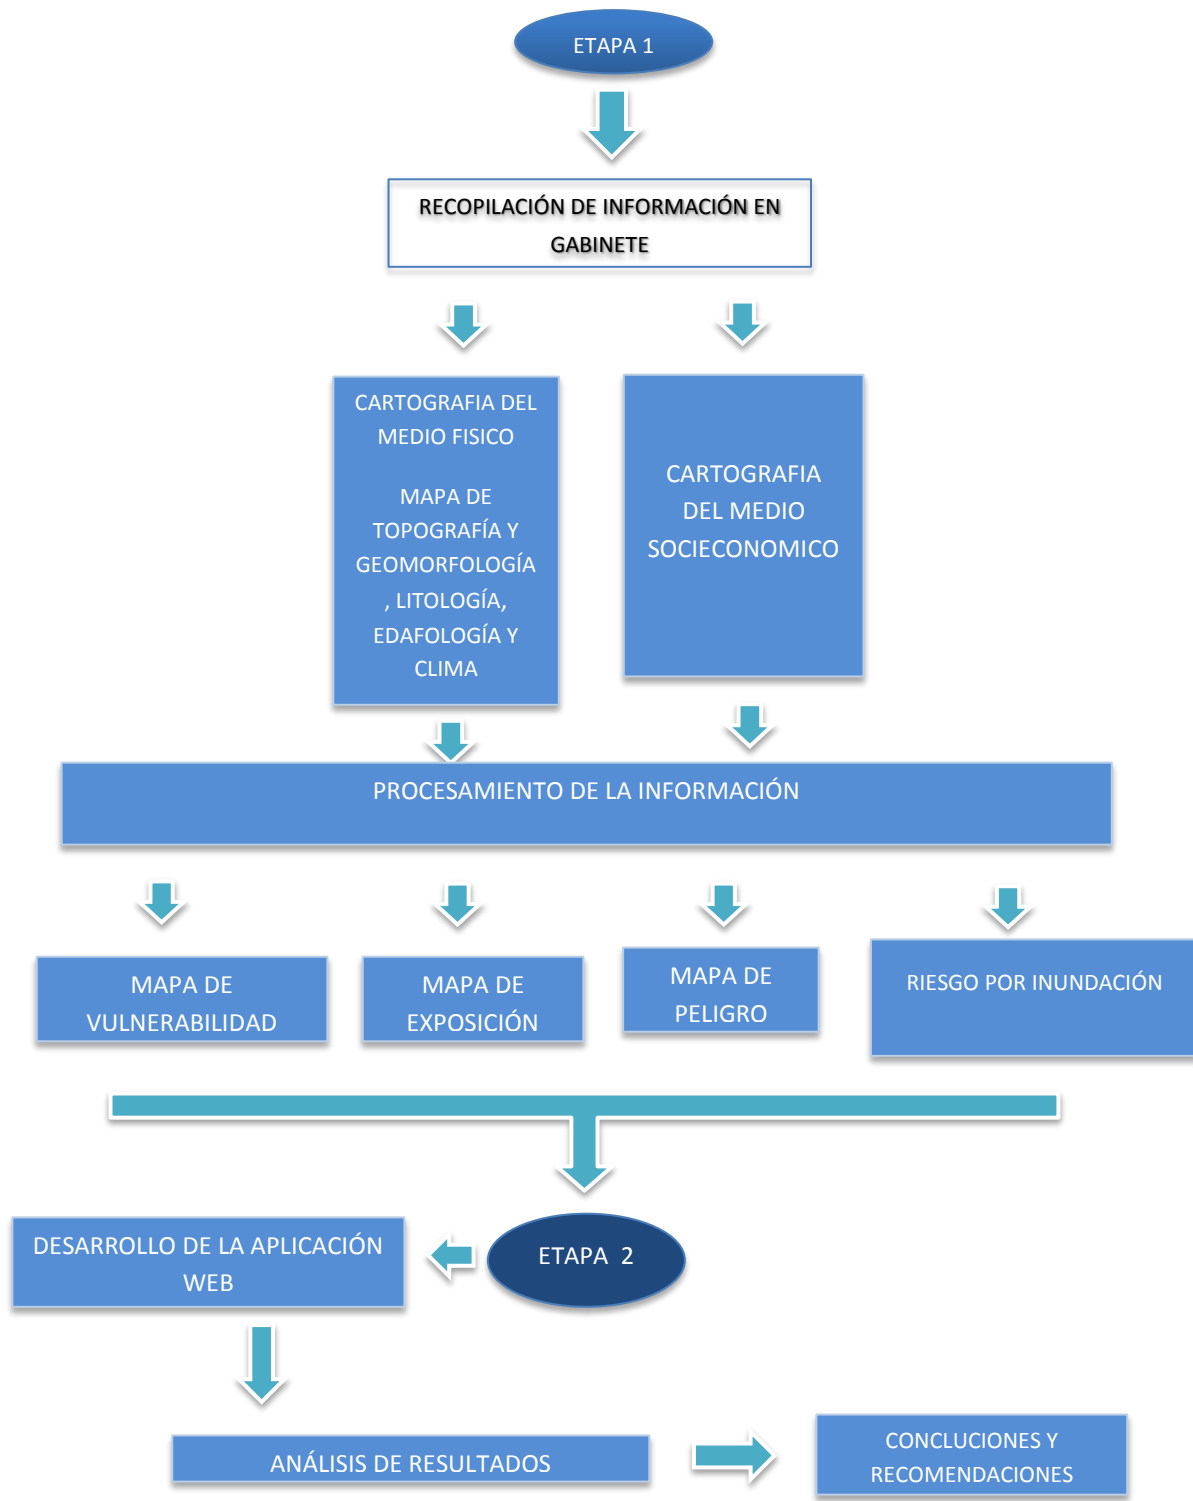 ETAPA 1
RECOPILACIÓN DE INFORMACIÓN EN
GABINETE
CARTOGRAFIA DEL
MEDIO FISICO
MAPA DE
TOPOGRAFÍA Y
GEOMORFOLOGÍA
, LITOLOGÍA,
EDAFOLOGÍA Y
CLIMA
CARTOGRAFIA
DEL MEDIO
SOCIECONOMICO
PROCESAMIENTO DE LA INFORMACIÓN
MAPA DE
VULNERABILIDAD
MAPA DE
EXPOSICIÓN
MAPA DE
PELIGRO
RIESGO POR INUNDACIÓN
ETAPA  2
DESARROLLO DE LA APLICACIÓN
WEB
ANÁLISIS DE RESULTADOS
CONCLUCIONES Y
RECOMENDACIONES